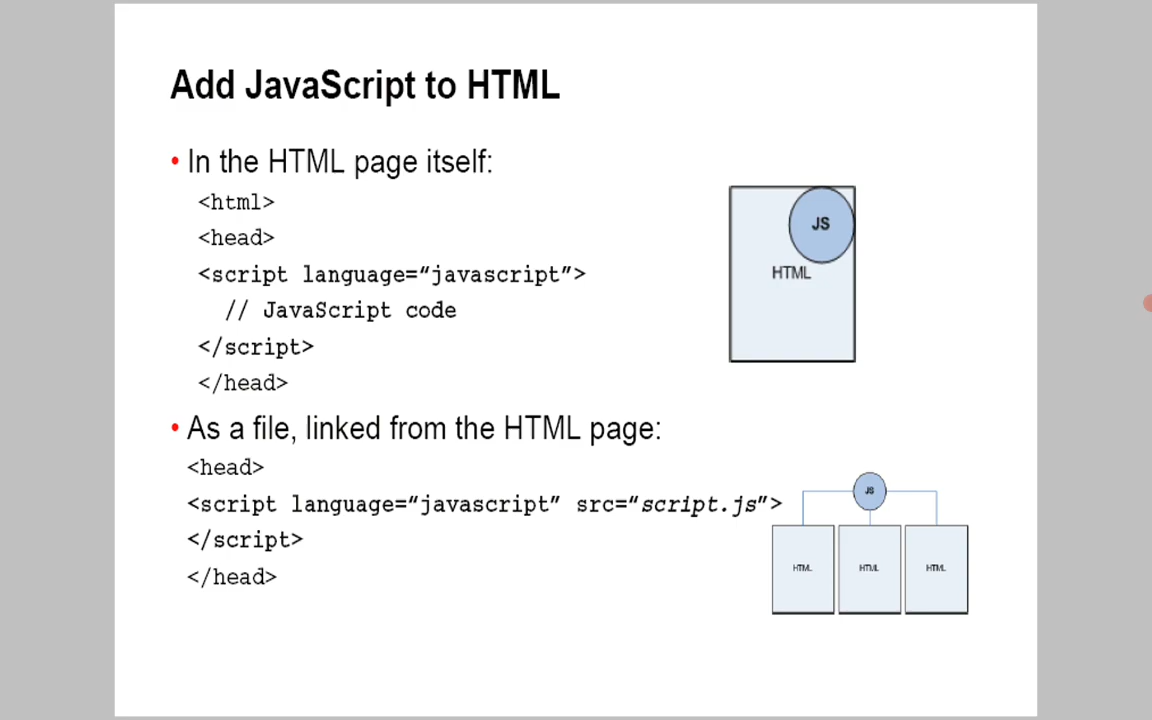 Add JavaScript to HTML
• In the HTML page itself:
<html>
<head>
<script language=“javascript”>
// JavaScript code
</script>
</head>
JS
HTML
• As a file, linked from the HTML page:
<head>
<script language=“javascript” src=“script.js”>
</script>
</head>
JS
HTML HTML HTML